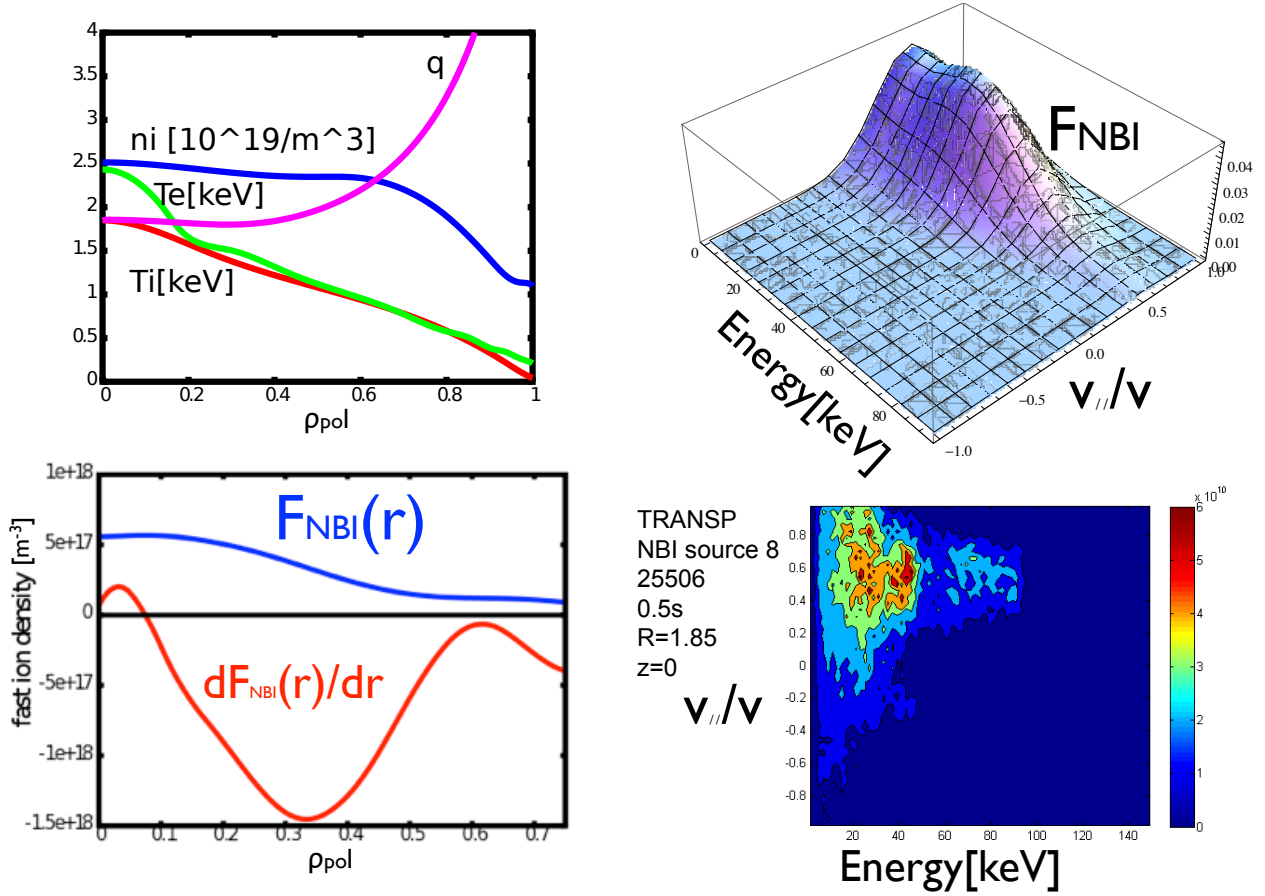 4
3.5
3
2.5
2
1.5
1
0.5
0
q
ni [10^19/m^3]
Te[keV]
Ti[keV]
0
0.2
0.4
0.6
0.8
1
ρpol
FNBI
0.04
0.03
0.02
0.01
0.00
0
20
40
60
80
Energy[keV]
1.0
0.5
0.0
−0.5
−1.0
v///v
1e+18
5e+17
0
-5e+17
-1e+18
-1.5e+18
fast ion density [m-3]
FNBI(r)
dFNBI(r)/dr
0
0.1
0.2
0.3
0.4
0.5
0.6
0.7
ρpol
TRANSP
NBI source 8
25506
0.5s
R=1.85
z=0
v///v
0.8
0.6
0.4
0.2
0
-0.2
-0.4
-0.6
-0.8
20
40
60
80
100
120
140
Energy[keV]
x 10^10
6
5
4
3
2
1
0